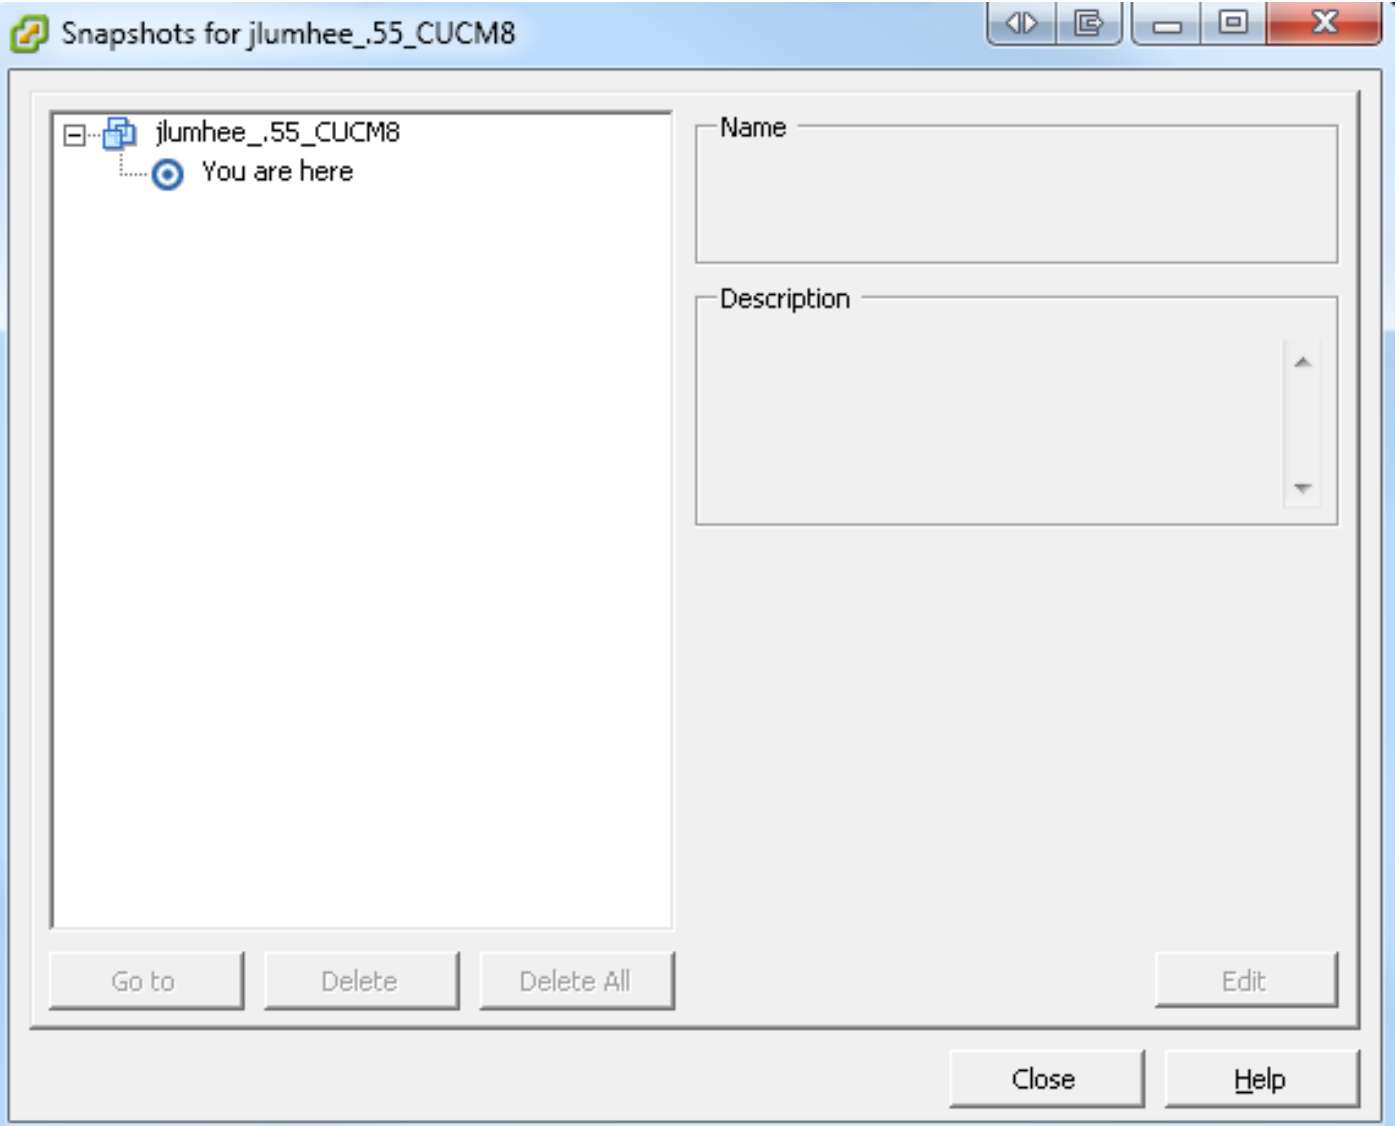 Snapshots for jlumhee_.55_CUCM8
jlumhee_.55_CUCM8
You are here
Name
Description
Go to
Delete
Delete All
Edit
Close
Help